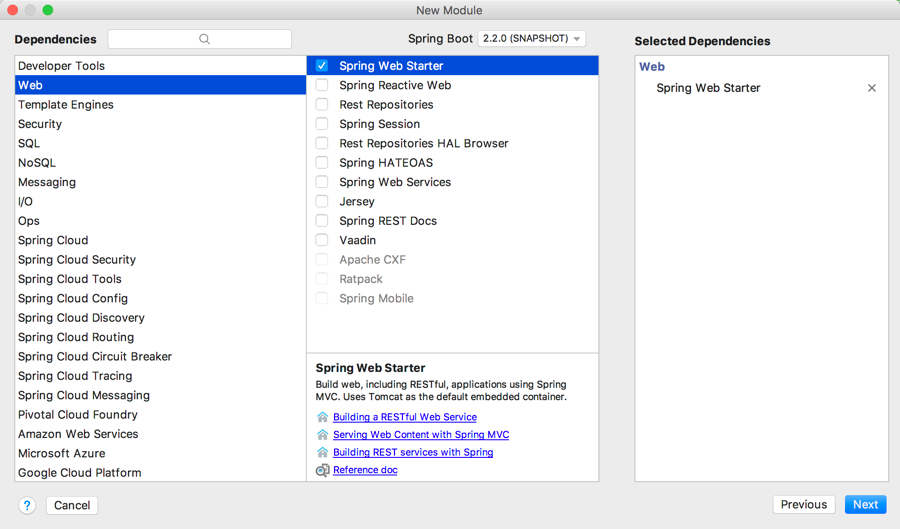 New Module
Dependencies
Spring Boot 2.2.0 (SNAPSHOT)
Developer Tools
Web
Template Engines
Security
SQL
NoSQL
Messaging
I/O
Ops
Spring Cloud
Spring Cloud Security
Spring Cloud Tools
Spring Cloud Config
Spring Cloud Discovery
Spring Cloud Routing
Spring Cloud Circuit Breaker
Spring Cloud Tracing
Spring Cloud Messaging
Pivotal Cloud Foundry
Amazon Web Services
Microsoft Azure
Google Cloud Platform
Spring Web Starter
Spring Reactive Web
Rest Repositories
Spring Session
Rest Repositories HAL Browser
Spring HATEOAS
Spring Web Services
Jersey
Spring REST Docs
Vaadin
Apache CXF
Ratpack
Spring Mobile
Spring Web Starter
Build web, including RESTful, applications using Spring
MVC. Uses Tomcat as the default embedded container.
Building a RESTful Web Service
Serving Web Content with Spring MVC
Building REST services with Spring
Reference doc
Selected Dependencies
Web
Spring Web Starter
?
Cancel
Previous
Next